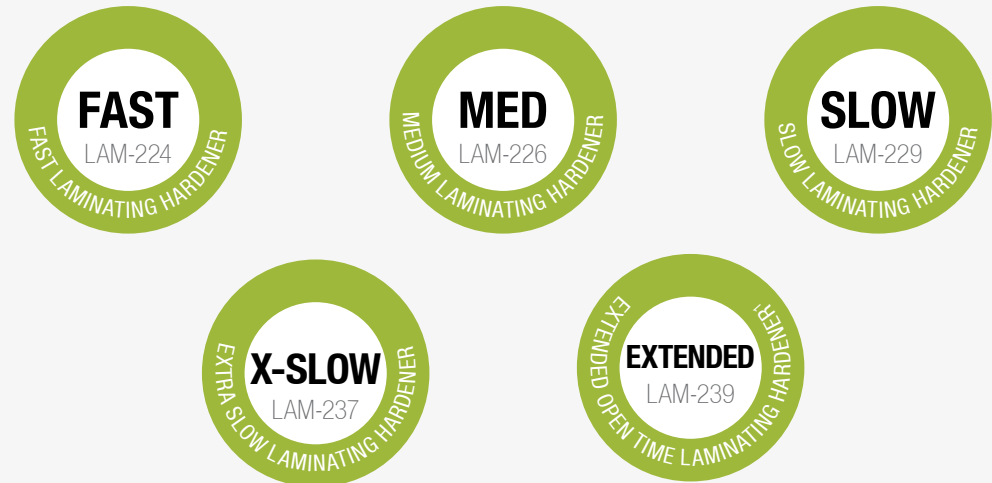 FAST
LAM-224
FAST LAMINATING HARDENER
MED
LAM-226
MEDIUM LAMINATING HARDENER
SLOW
LAM-229
SLOW LAMINATING HARDENER
X-SLOW
LAM-237
EXTRA SLOW LAMINATING HARDENER
EXTENDED
LAM-239
EXTENDED OPEN TIME LAMINATING HARDENER¹